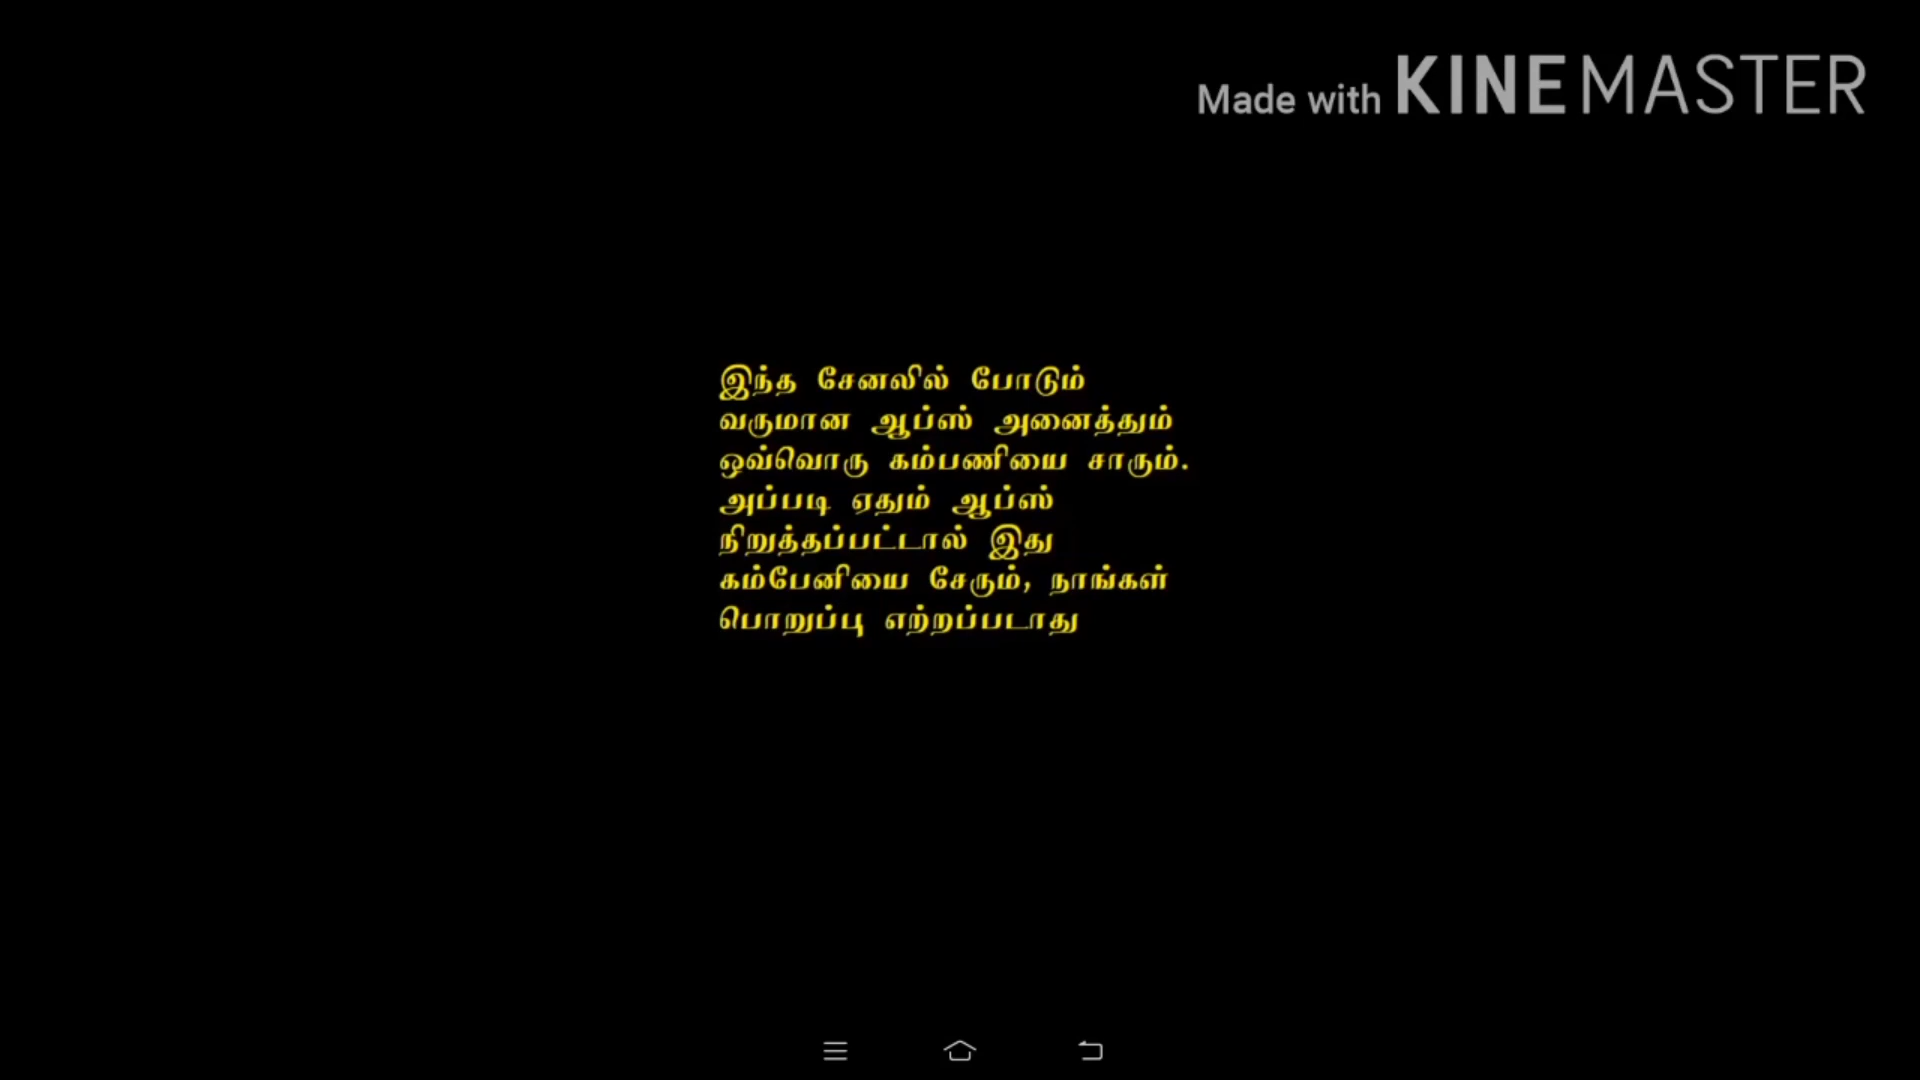 Made with KINEMASTER
இந்த சேனலில் போடும்
வருமான ஆப்ஸ் அனைத்தும்
ஒவ்வொரு கம்பணியை சாரும்.
அப்படி ஏதும் ஆப்ஸ்
நிறுத்தப்பட்டால் இது
கம்பேனியை சேரும், நாங்கள்
பொறுப்பு எற்றப்படாது